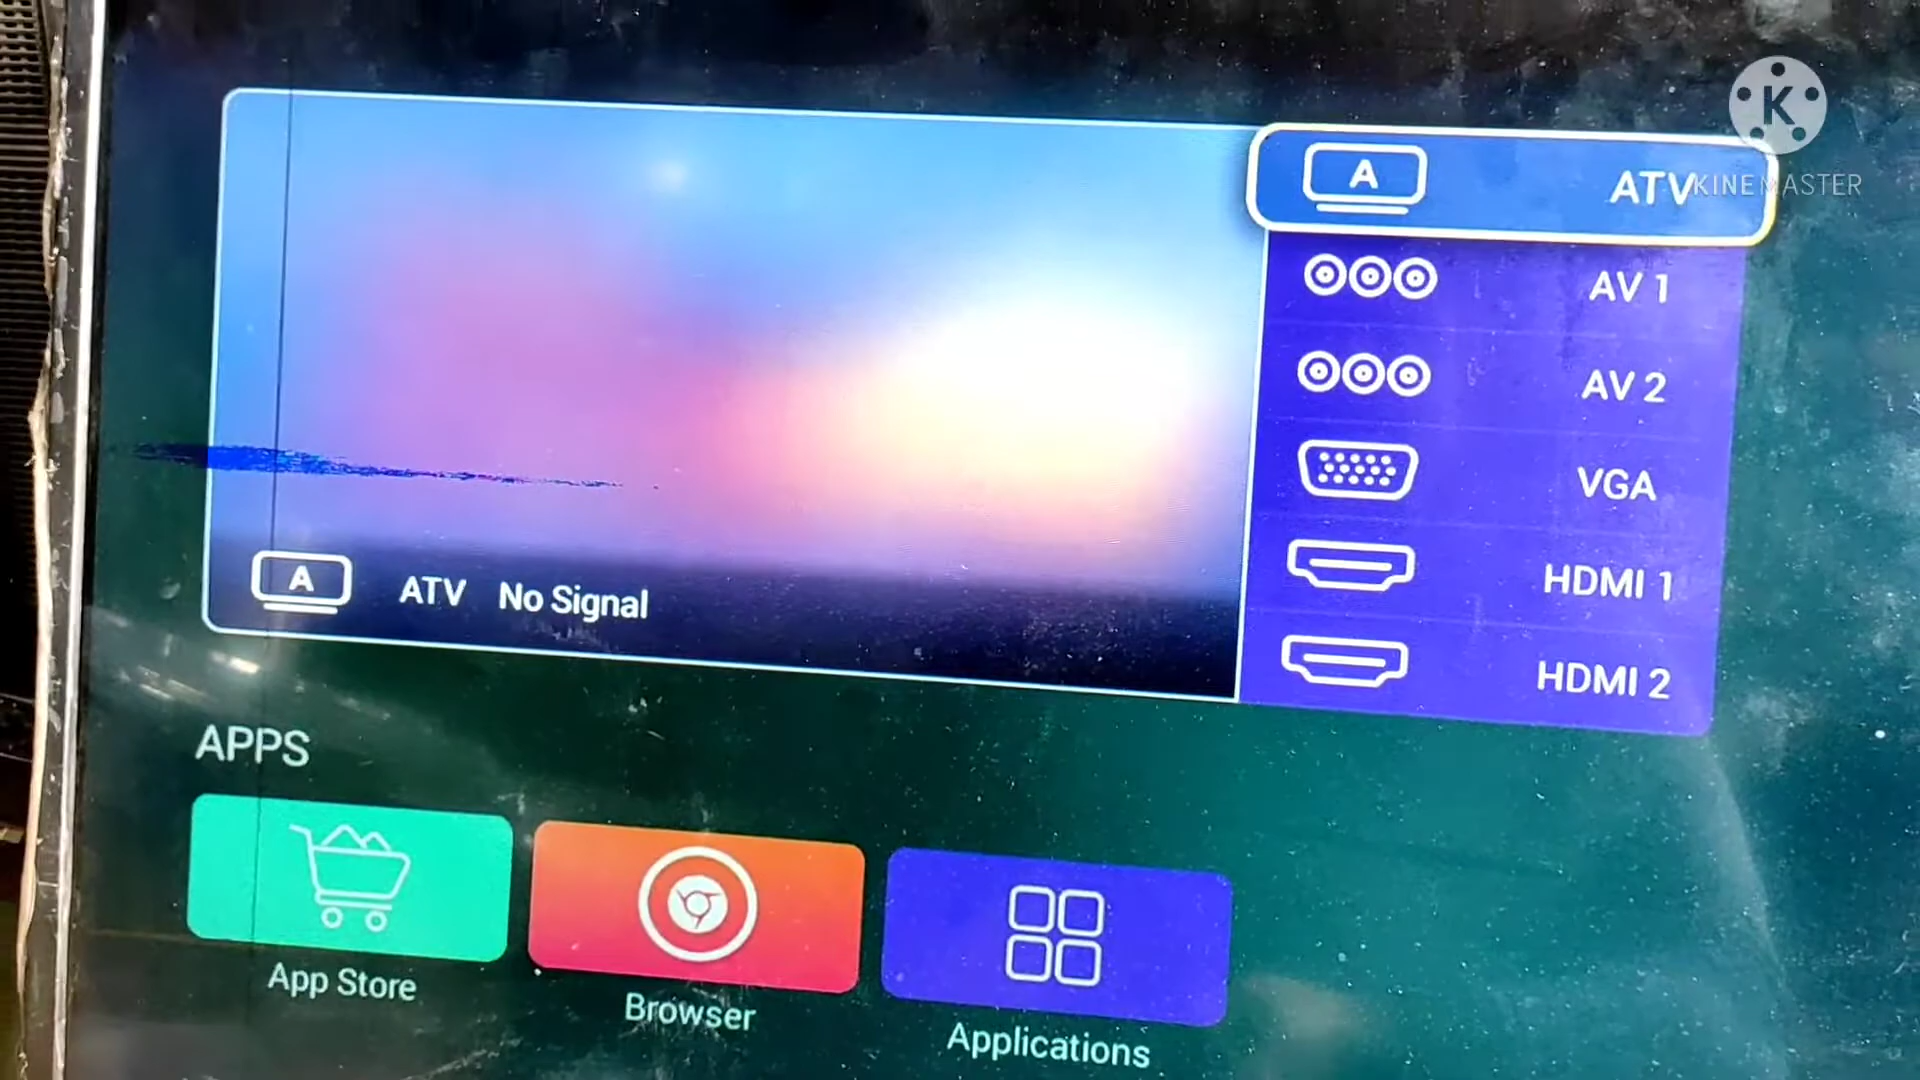 A ATV
K
KINEMASTER
AV 1
AV 2
VGA
HDMI 1
HDMI 2
A ATV No Signal
APPS
App Store
Browser
Applications